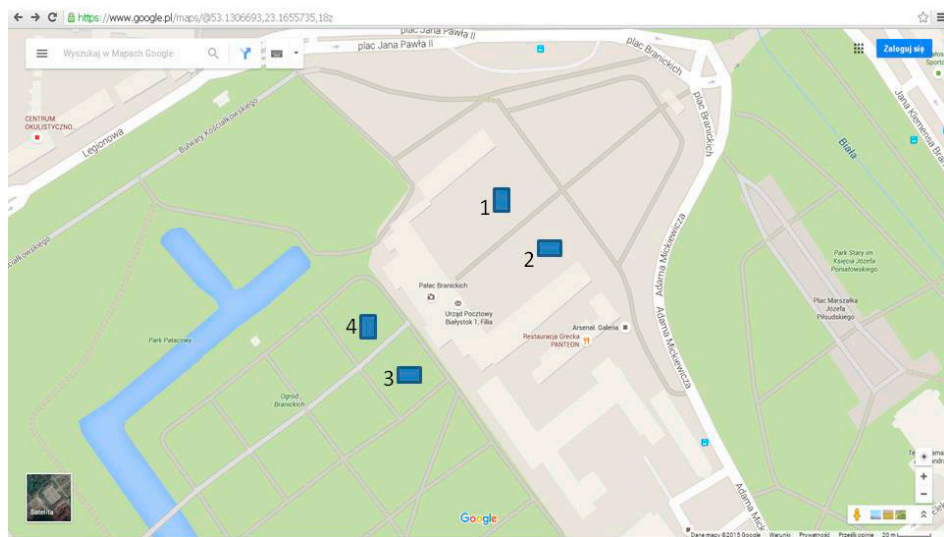 https://www.google.pl/maps/@53.1306693,23.1655735,18z
Wyszukaj w Mapach Google
Zaloguj się
plac Jana Pawła II
plac Jana Pawła II
plac Branickich
plac Branickich
CENTRUM
OKULISTYCZNO
Legionowa
Bulwary Kościałkowskiego
Jana Klemensa Bra
Biała
1
2
Adama Mickiewicza
Park Stary im.
Księcia Józefa
Poniatowskiego
Pałac Branickich
Urząd Pocztowy
Białystok 1, Filia
Plac Marszałka
Józefa
Piłsudskiego
4
Arsenał. Galeria
Restauracja Grecka
PANTEON
Park Pałacowy
3
Adama Mickiewicza
Ogród
Branickich
Satelita
Google
Adama Mic
Dane mapy ©2015 Google Warunki Prywatność Prześlij opinię 20 m